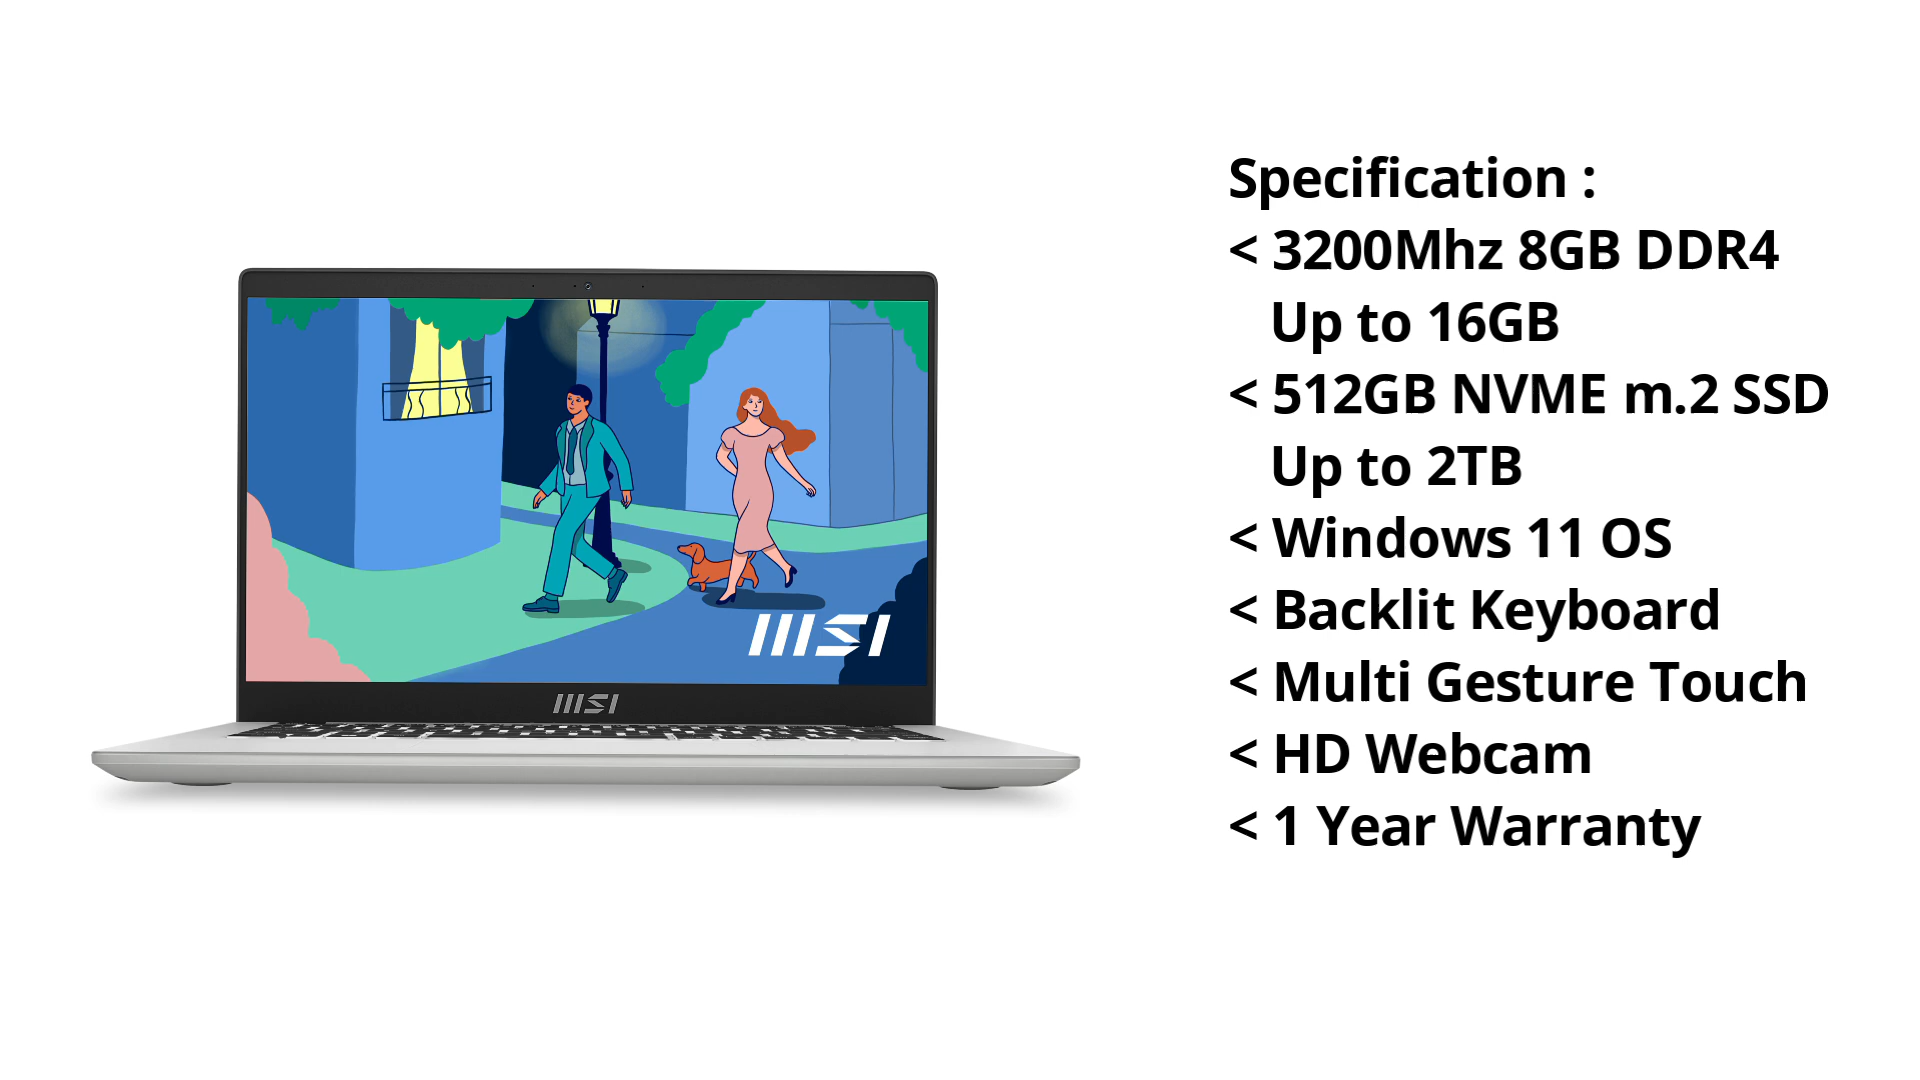 Specification :
< 3200Mhz 8GB DDR4
Up to 16GB
< 512GB NVME m.2 SSD
Up to 2TB
< Windows 11 OS
< Backlit Keyboard
< Multi Gesture Touch
< HD Webcam
< 1 Year Warranty
msi
msi